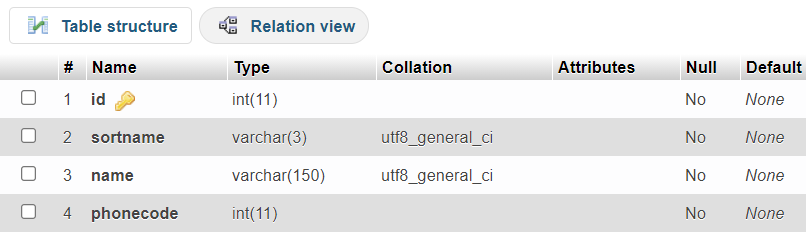 Table structure Relation view
# Name Type Collation Attributes Null Default
1 id int(11) No None
2 sortname varchar(3) utf8_general_ci No None
3 name varchar(150) utf8_general_ci No None
4 phonecode int(11) No None